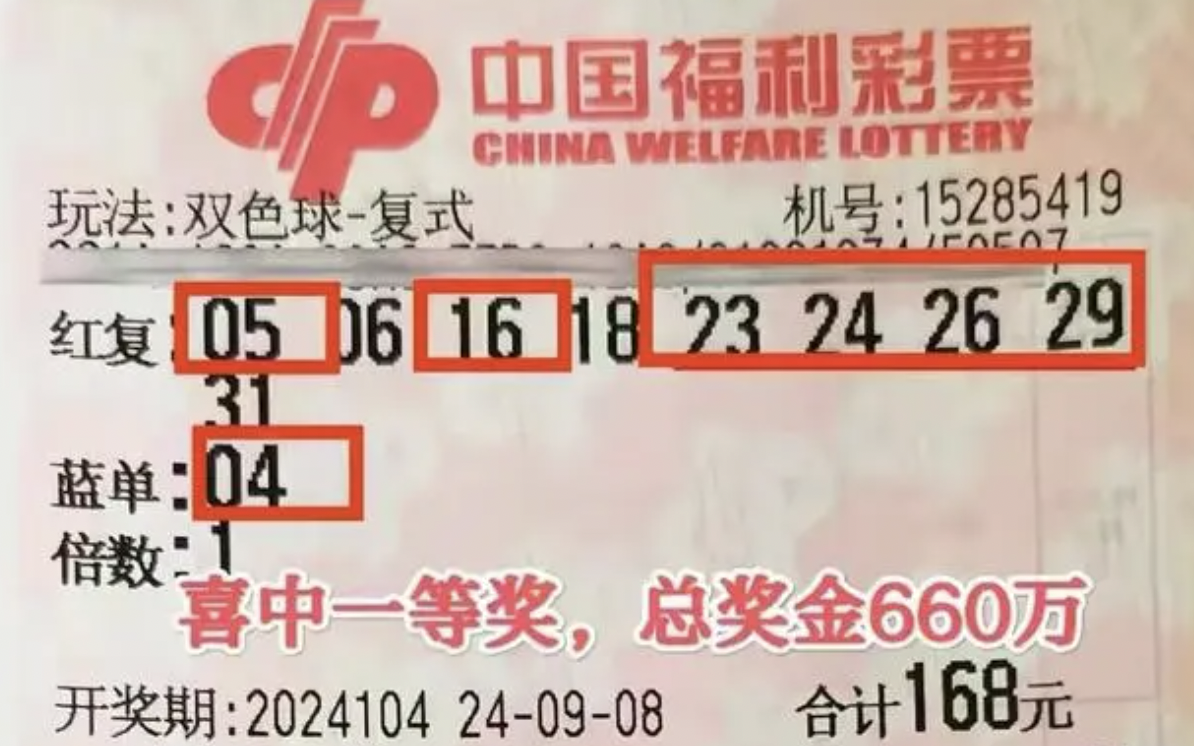 中国福利彩票
CHINA WELFARE LOTTERY
玩法:双色球-复式 机号:15285419
红复: 05 06 16 18 23 24 26 29
31
蓝单:04
倍数:1
喜中一等奖，总奖金660万
开奖期:2024104 24-09-08 合计168元